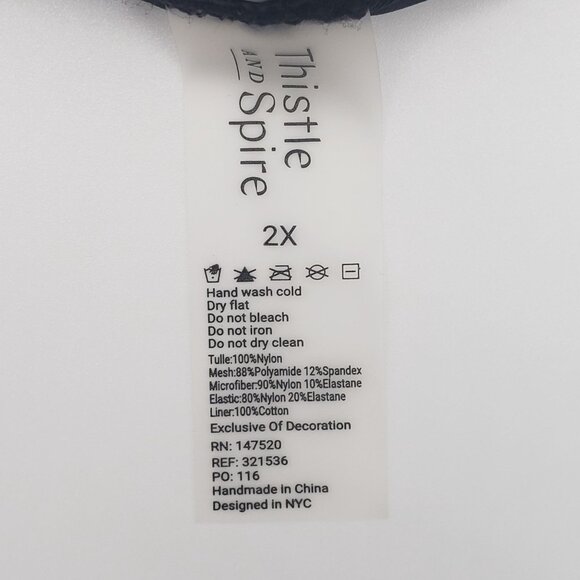 Thistle
AND
Spire
2X
Hand wash cold
Dry flat
Do not bleach
Do not iron
Do not dry clean
Tulle:100%Nylon
Mesh:88%Polyamide 12%Spandex
Microfiber:90%Nylon 10%Elastane
Elastic:80%Nylon 20%Elastane
Liner:100%Cotton
Exclusive Of Decoration
RN: 147520
REF: 321536
PO: 116
Handmade in China
Designed in NYC